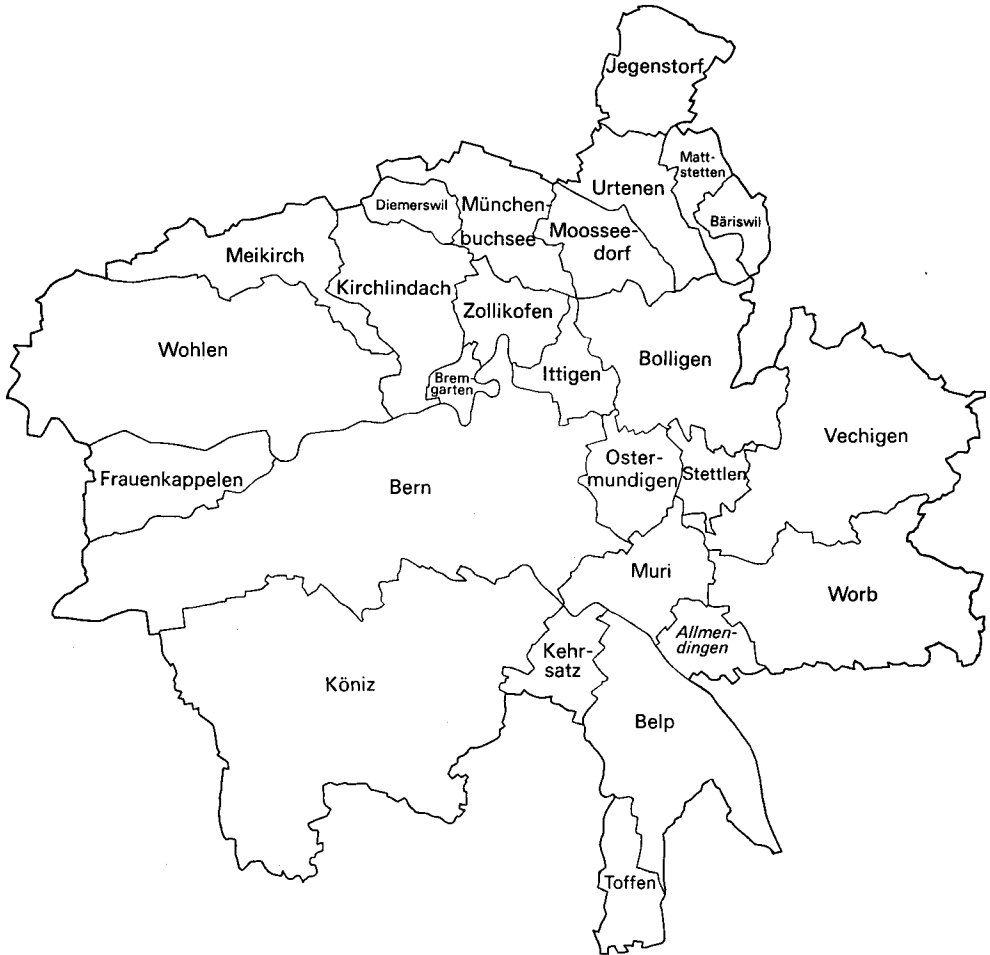 Jegenstorf
Matt-
stetten
Urtenen
Diemerswil
München-
buchsee
Bäriswil
Moossee-
dorf
Meikirch
Kirchlindach
Zollikofen
Wohlen
Bolligen
Ittigen
Brem-
garten
Vechigen
Oster-
mundigen
Stettlen
Frauenkappelen
Bern
Muri
Worb
Allmen-
dingen
Kehr-
satz
Köniz
Belp
Toffen